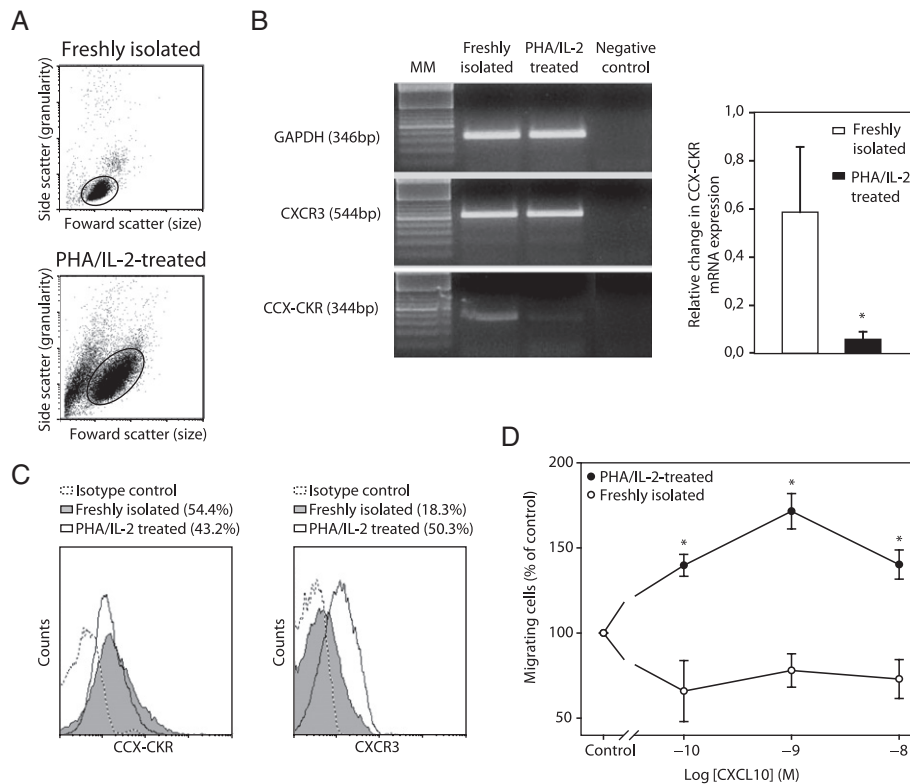 A
Freshly isolated
Side scatter (granularity)
Foward scatter (size)
PHA/IL-2-treated
Side scatter (granularity)
Foward scatter (size)
B
MM
Freshly
isolated
PHA/IL-2
treated
Negative
control
GAPDH (346bp)
CXCR3 (544bp)
CCX-CKR (344bp)
Relative change in CCX-CKR
mRNA expression
1,0
0,8
0,6
0,4
0,2
0,0
Freshly
isolated
PHA/IL-2
treated
*
C
Isotype control
Freshly isolated (54.4%)
PHA/IL-2 treated (43.2%)
Counts
CCX-CKR
Isotype control
Freshly isolated (18.3%)
PHA/IL-2 treated (50.3%)
Counts
CXCR3
D
Migrating cells (% of control)
200
150
100
50
PHA/IL-2-treated
Freshly isolated
*
*
*
Control
−10
−9
−8
Log [CXCL10] (M)